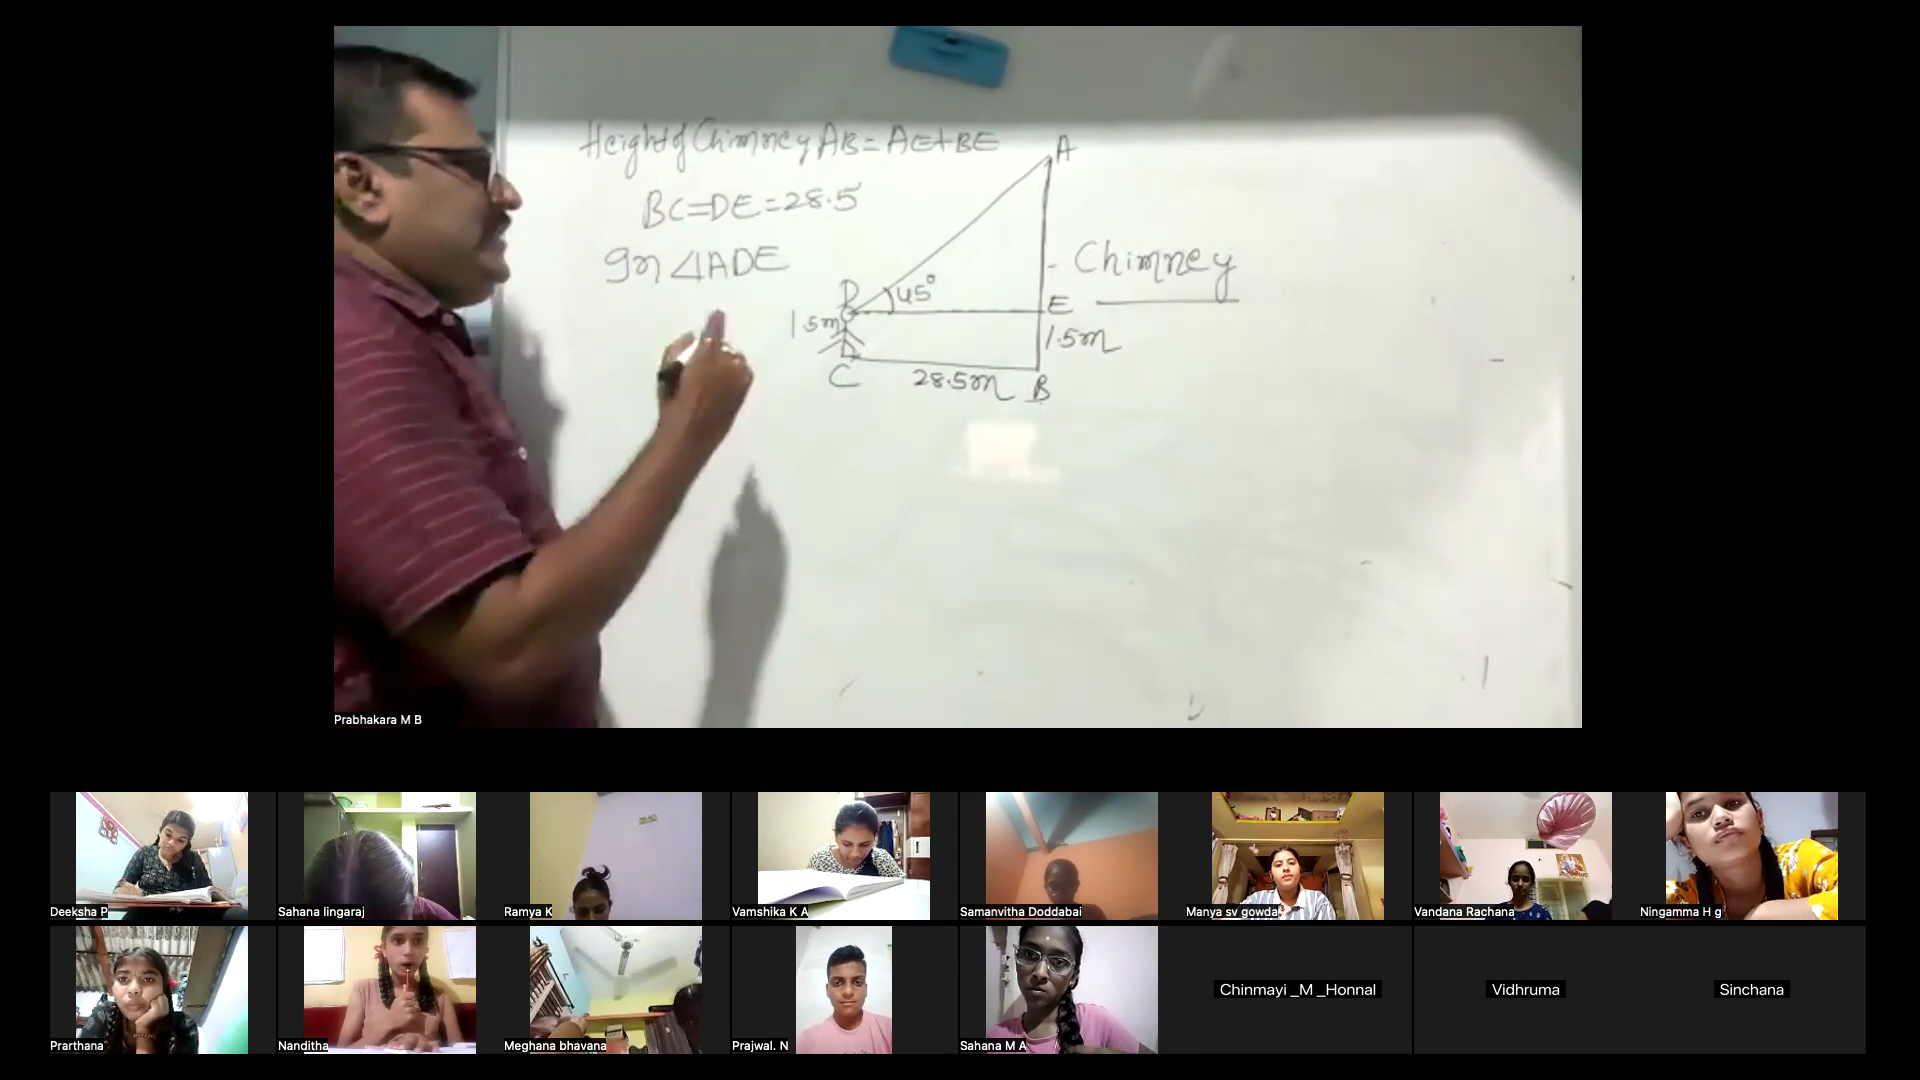 Height of Chimney AB = AE+BE
A
BC=DE=28.5
In △ADE
- Chimney
D
45°
E
1.5m
1.5m
C
28.5m
B
Prabhakara M B
Deeksha P
Sahana lingaraj
Ramya K
Vamshika K A
Samanvitha Doddabai
Manya sv gowda
Vandana Rachana
Ningamma H g
Prarthana
Nanditha
Meghana bhavana
Prajwal. N
Sahana M A
Chinmayi _M _Honnal
Vidhruma
Sinchana